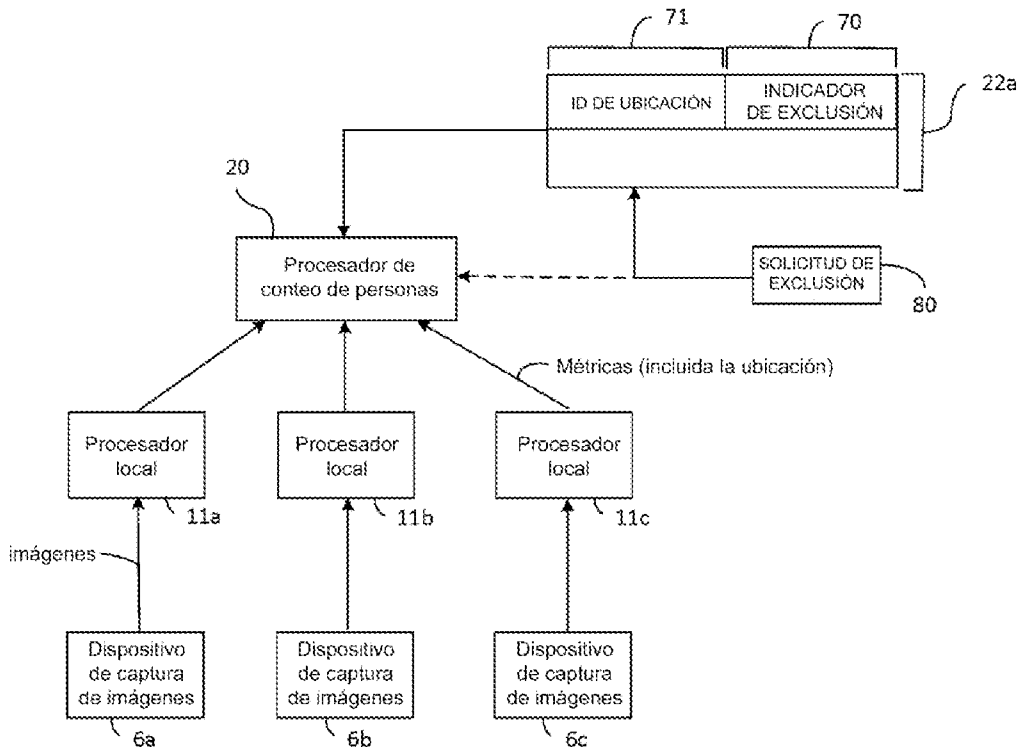 71
70
ID DE UBICACIÓN
INDICADOR
DE EXCLUSIÓN
22a
20
Procesador de
conteo de personas
SOLICITUD DE
EXCLUSIÓN
80
Métricas (incluida la ubicación)
Procesador
local
Procesador
local
Procesador
local
11a
11b
11c
imágenes
Dispositivo
de captura
de imágenes
Dispositivo
de captura
de imágenes
Dispositivo
de captura
de imágenes
6a
6b
6c